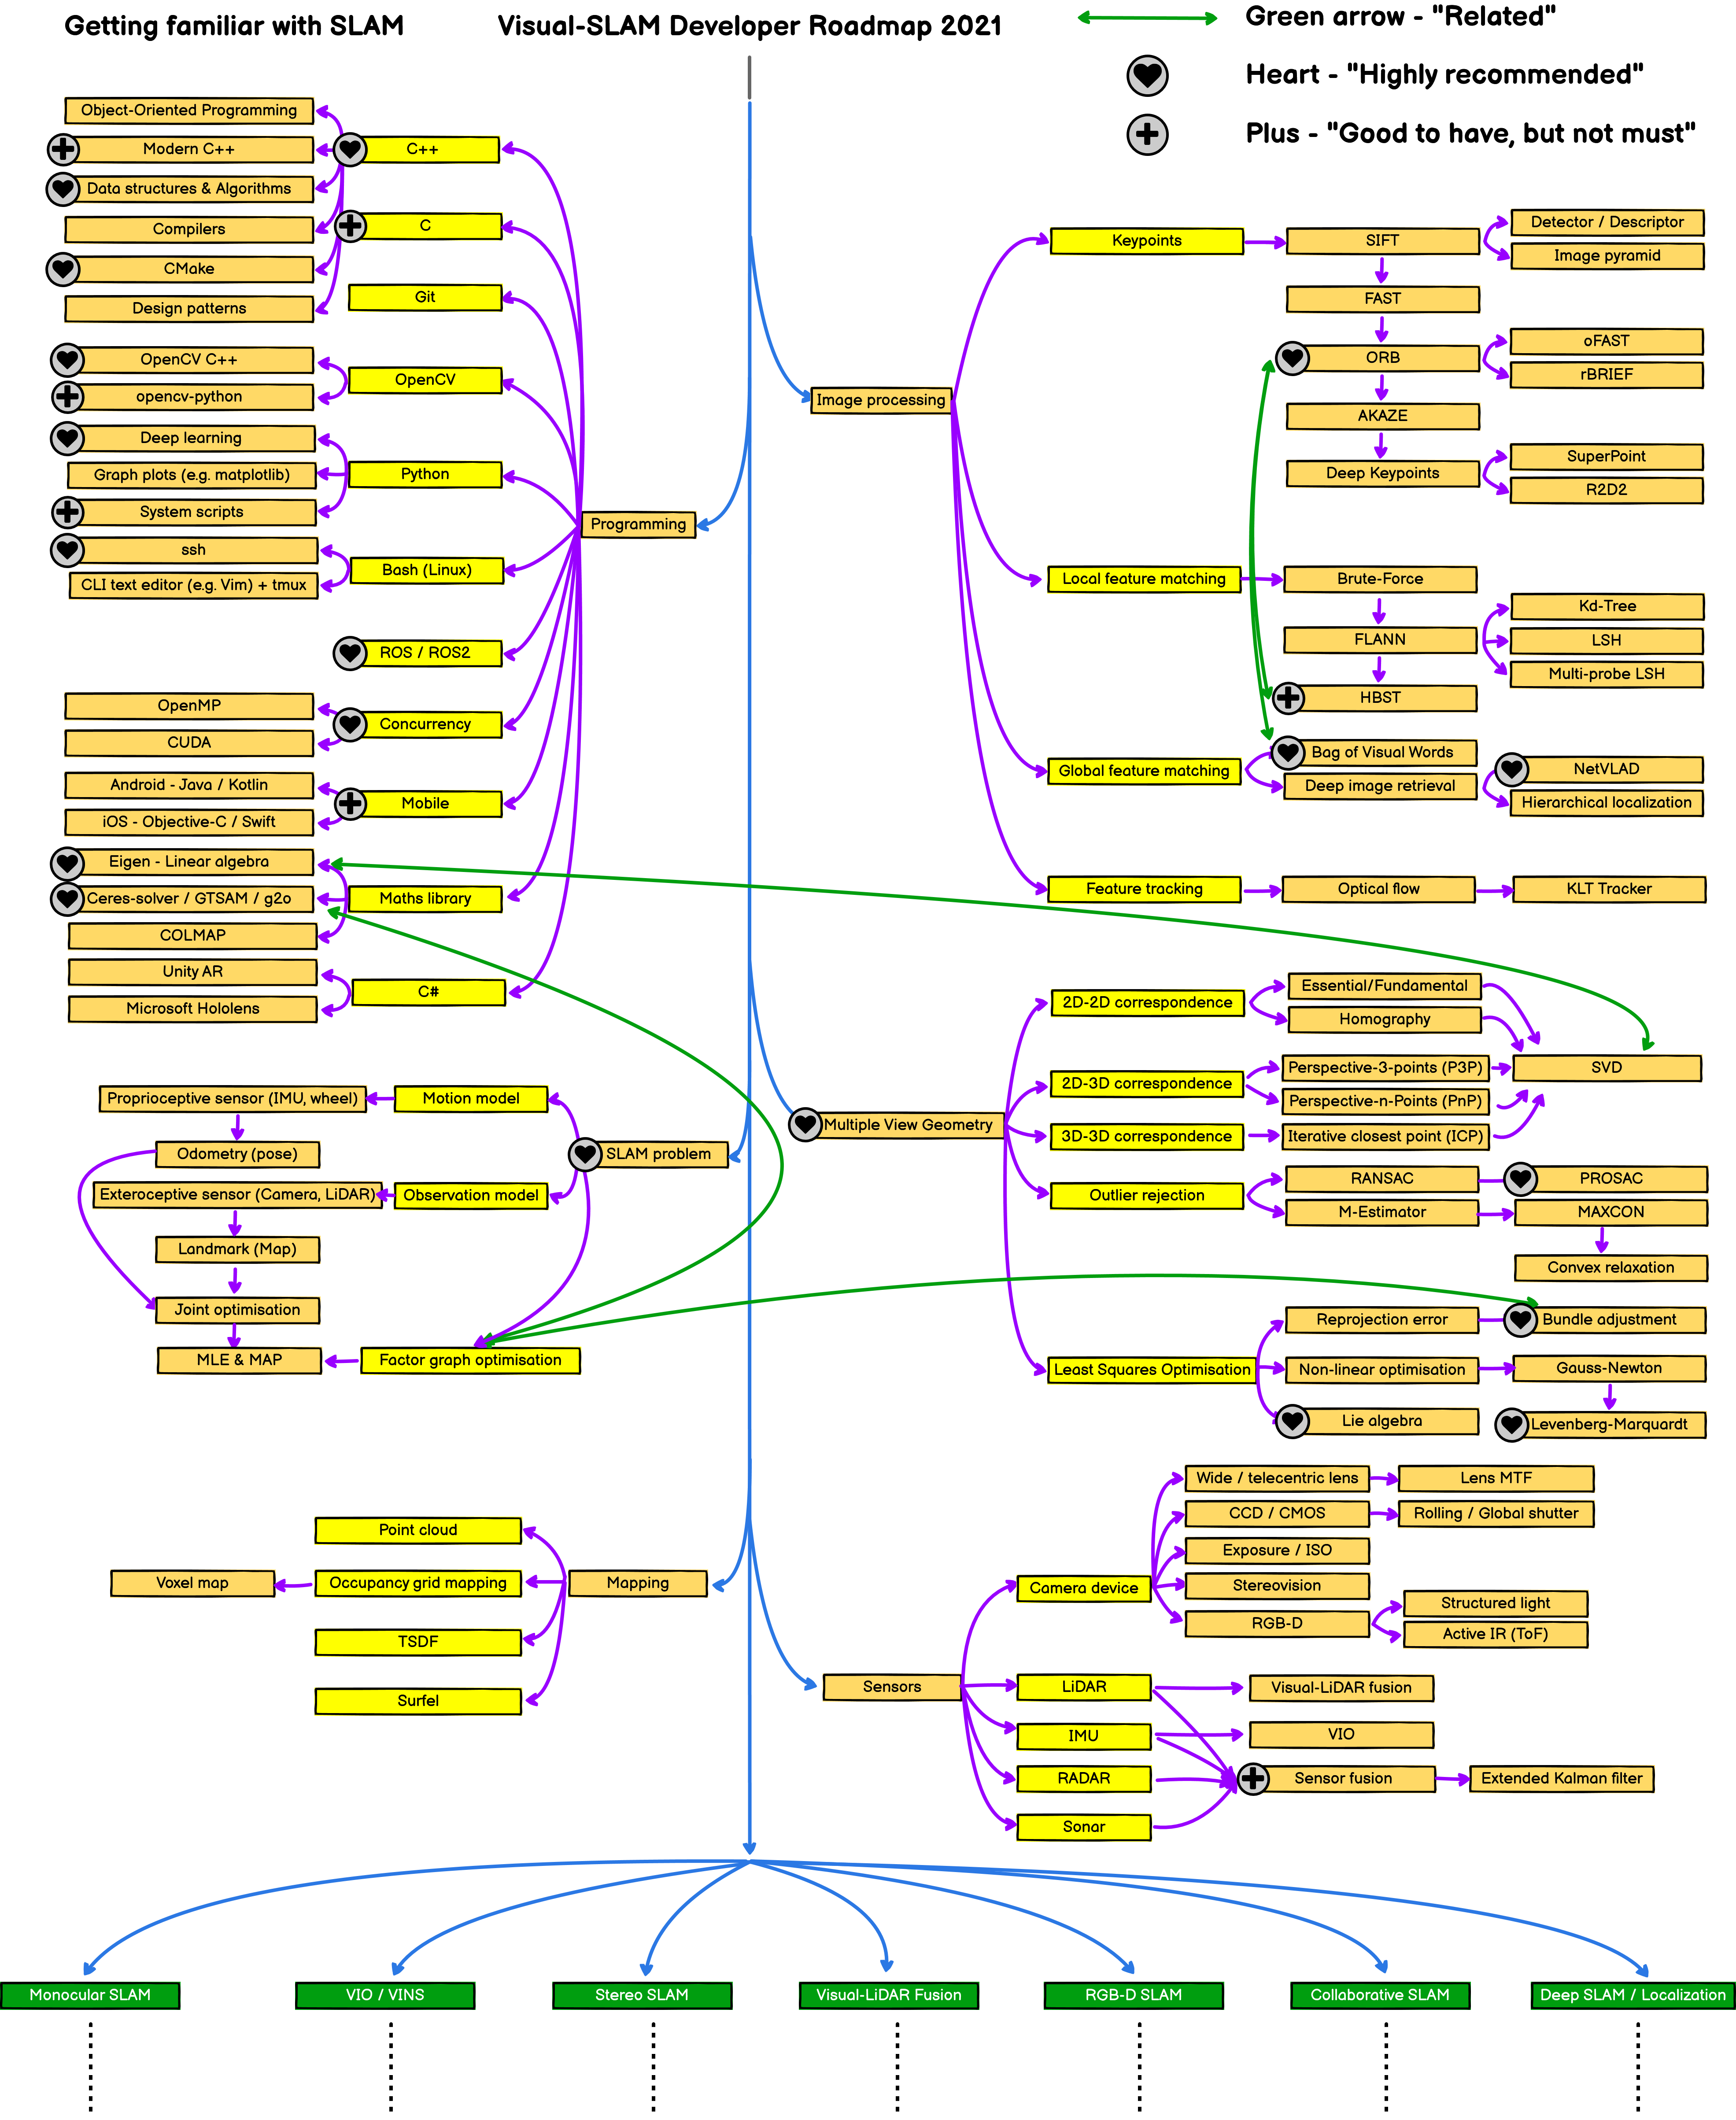 Getting familiar with SLAM
Visual-SLAM Developer Roadmap 2021
Green arrow - "Related"
Heart - "Highly recommended"
Plus - "Good to have, but not must"
Object-Oriented Programming
Modern C++
Data structures & Algorithms
Compilers
CMake
Design patterns
C++
C
Git
OpenCV C++
opencv-python
OpenCV
Deep learning
Graph plots (e.g. matplotlib)
System scripts
Python
ssh
CLI text editor (e.g. Vim) + tmux
Bash (Linux)
Programming
ROS / ROS2
OpenMP
CUDA
Concurrency
Android - Java / Kotlin
iOS - Objective-C / Swift
Mobile
Eigen - Linear algebra
Ceres-solver / GTSAM / g2o
COLMAP
Maths library
Unity AR
Microsoft Hololens
C#
Image processing
Keypoints
SIFT
Detector / Descriptor
Image pyramid
FAST
ORB
oFAST
rBRIEF
AKAZE
Deep Keypoints
SuperPoint
R2D2
Local feature matching
Brute-Force
FLANN
Kd-Tree
LSH
Multi-probe LSH
HBST
Global feature matching
Bag of Visual Words
Deep image retrieval
NetVLAD
Hierarchical localization
Feature tracking
Optical flow
KLT Tracker
Proprioceptive sensor (IMU, wheel)
Motion model
Odometry (pose)
SLAM problem
Exteroceptive sensor (Camera, LiDAR)
Observation model
Landmark (Map)
Joint optimisation
MLE & MAP
Factor graph optimisation
Multiple View Geometry
2D-2D correspondence
Essential/Fundamental
Homography
2D-3D correspondence
Perspective-3-points (P3P)
Perspective-n-Points (PnP)
SVD
3D-3D correspondence
Iterative closest point (ICP)
Outlier rejection
RANSAC
PROSAC
M-Estimator
MAXCON
Convex relaxation
Least Squares Optimisation
Reprojection error
Bundle adjustment
Non-linear optimisation
Gauss-Newton
Lie algebra
Levenberg-Marquardt
Point cloud
Voxel map
Occupancy grid mapping
Mapping
TSDF
Surfel
Sensors
Camera device
Wide / telecentric lens
Lens MTF
CCD / CMOS
Rolling / Global shutter
Exposure / ISO
Stereovision
RGB-D
Structured light
Active IR (ToF)
LiDAR
Visual-LiDAR fusion
IMU
VIO
RADAR
Sensor fusion
Extended Kalman filter
Sonar
Monocular SLAM
VIO / VINS
Stereo SLAM
Visual-LiDAR Fusion
RGB-D SLAM
Collaborative SLAM
Deep SLAM / Localization